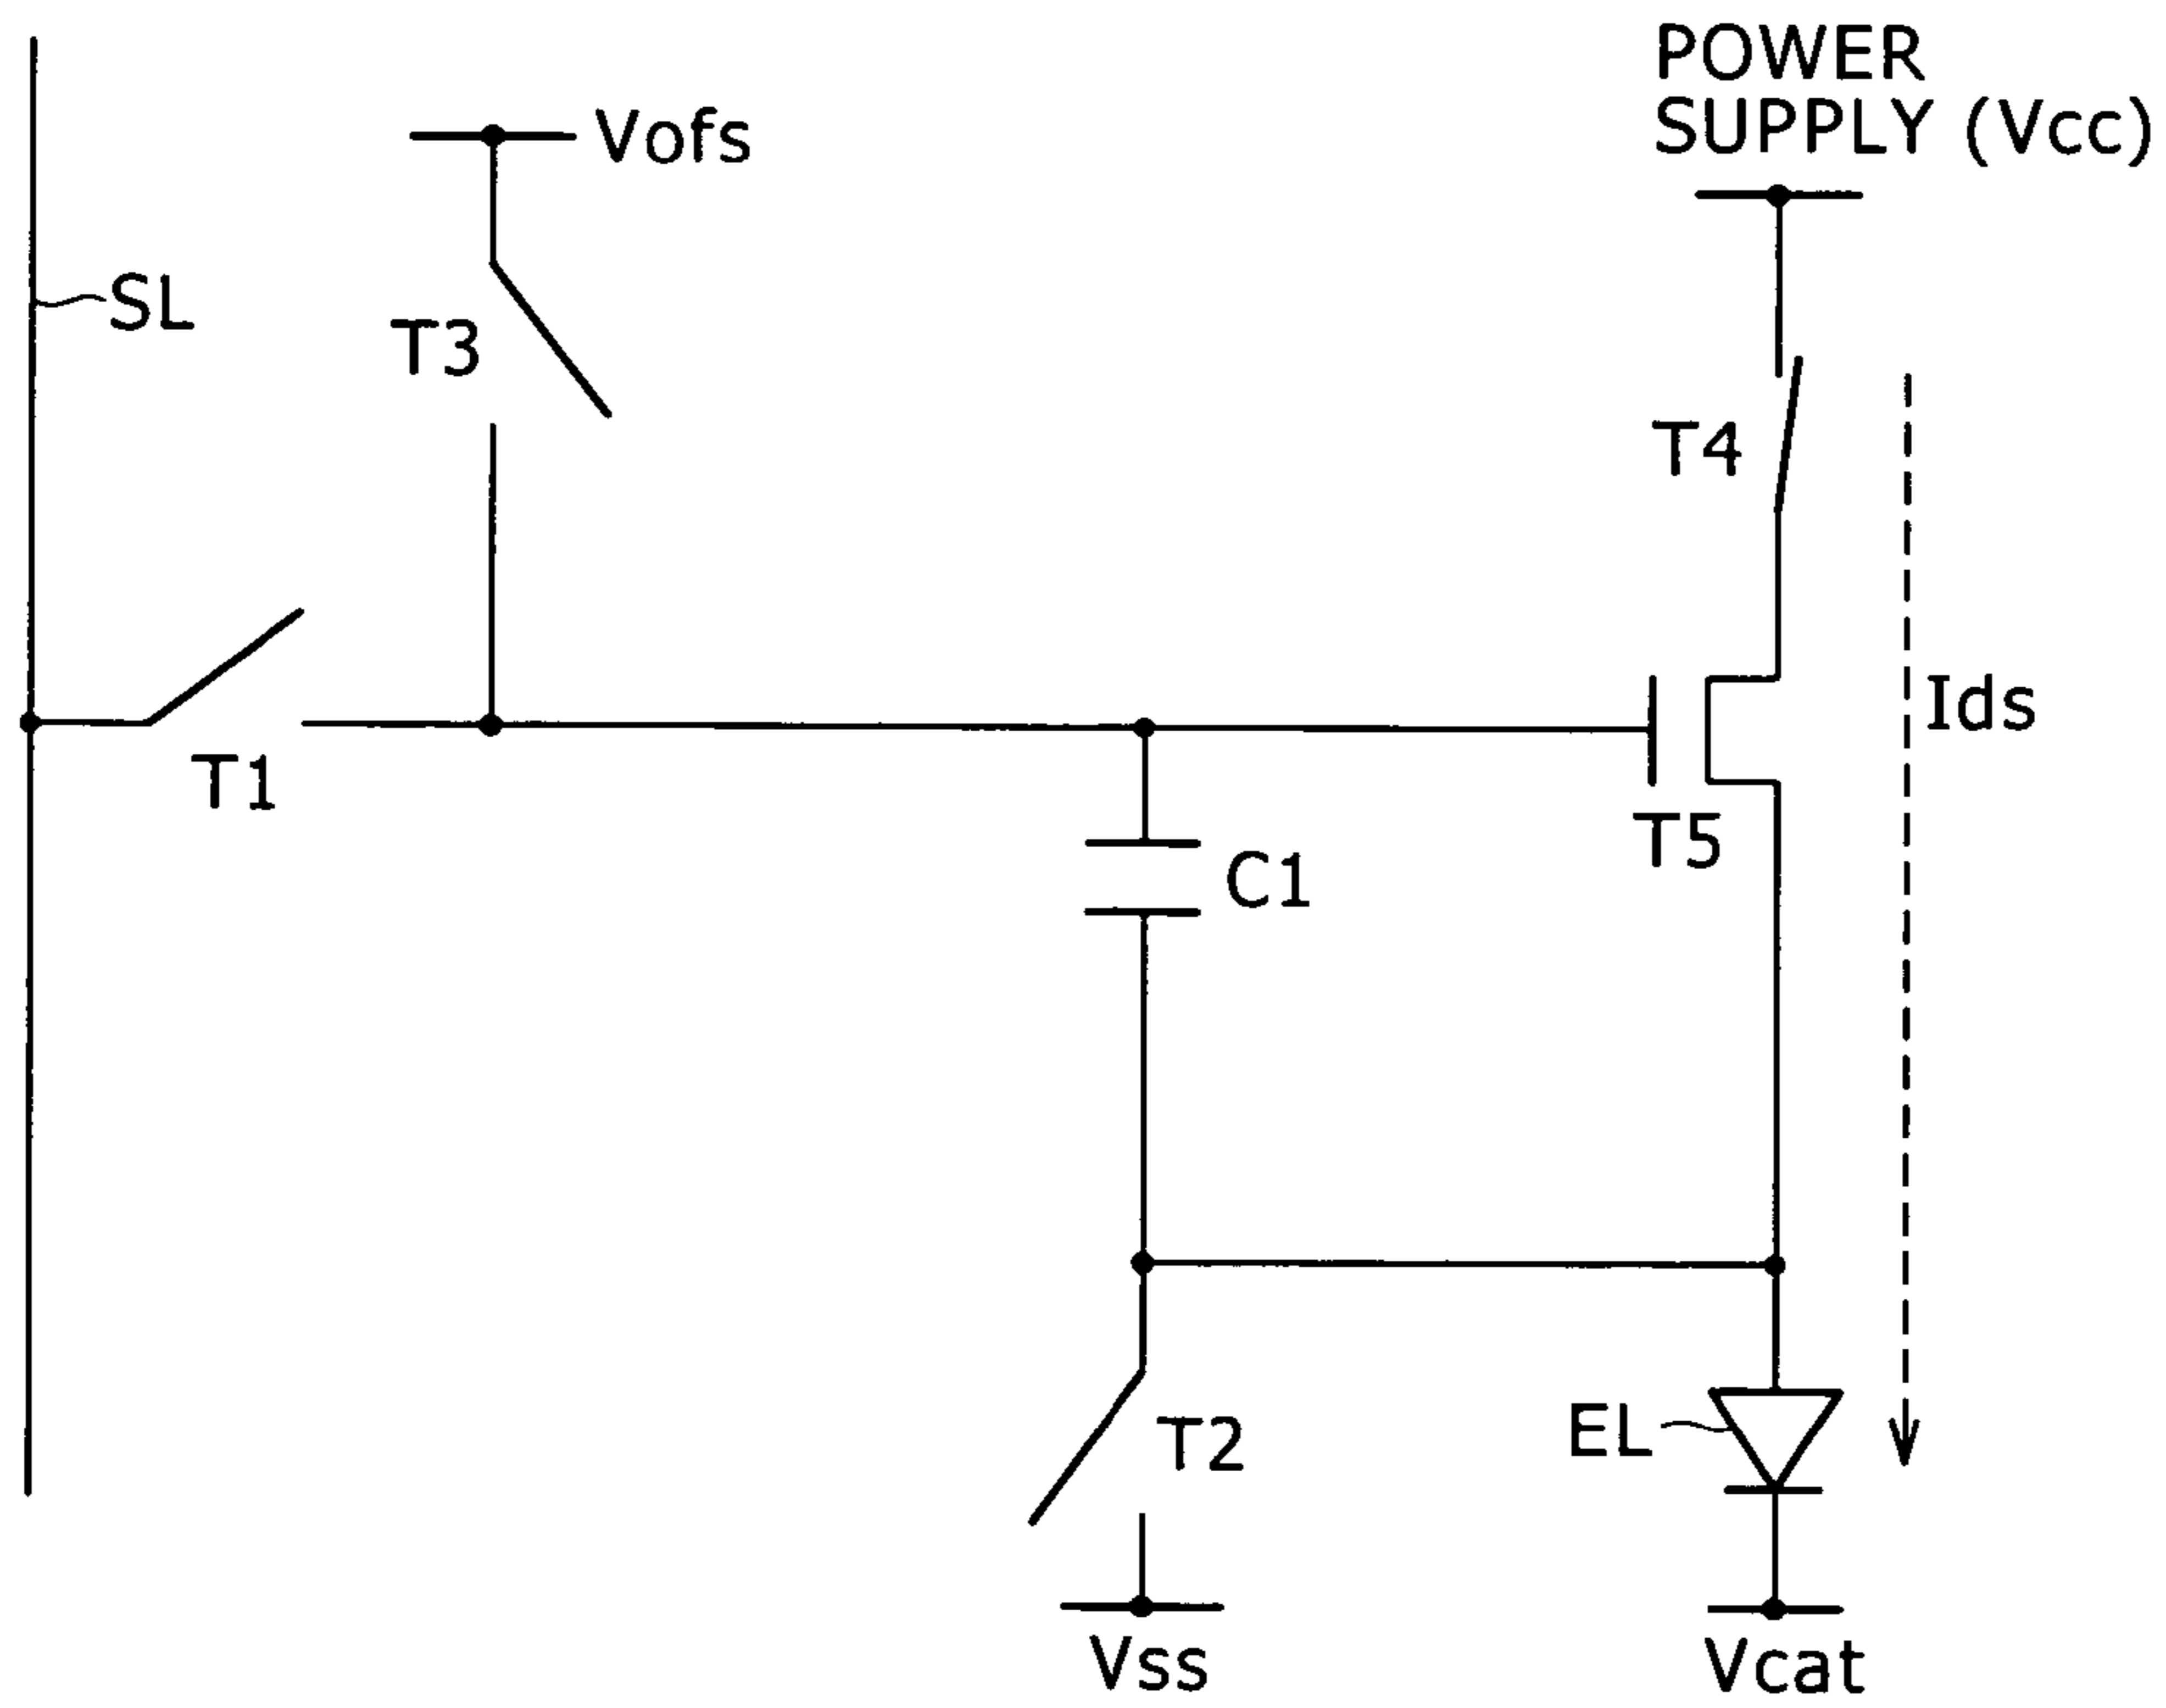 POWER
SUPPLY (Vcc)
Vofs
SL
T3
T4
Ids
T1
T5
C1
EL
T2
Vss
Vcat